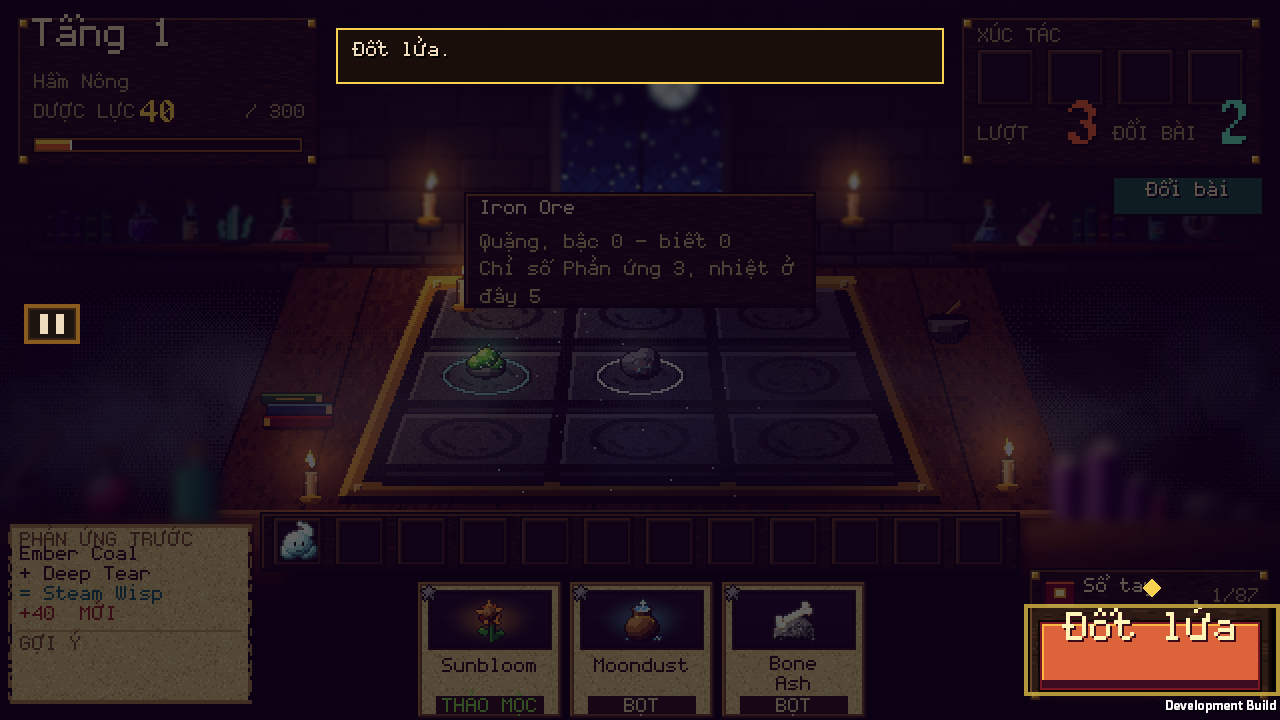 Tầng 1
Hầm Nông
DƯỢC LỰC 40 / 300
Đốt lửa.
XÚC TÁC
LƯỢT 3 ĐỔI BÀI 2
Đổi bài
Iron Ore
Quặng, bậc 0 - biết 0
Chỉ số Phản ứng 3, nhiệt ở
đây 5
PHẢN ỨNG TRƯỚC
Ember Coal
+ Deep Tear
= Steam Wisp
+40 MỚI
GỢI Ý
Sunbloom
THẢO MỘC
Moondust
BỘT
Bone
Ash
BỘT
Sổ ta
1/87
Đốt lửa
Development Build